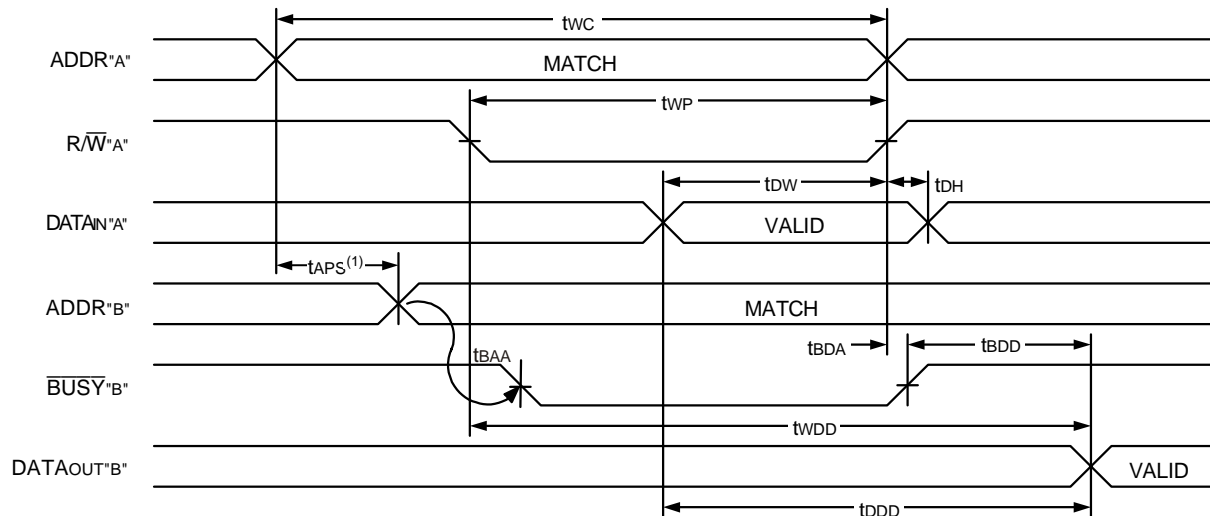 tWC
ADDR"A" MATCH
tWP
R/W̅"A"
tDW tDH
DATAIN"A" VALID
tAPS(1)
ADDR"B" MATCH
tBAA tBDA tBDD
B̅U̅S̅Y̅"B"
tWDD
DATAOUT"B" VALID
tDDD